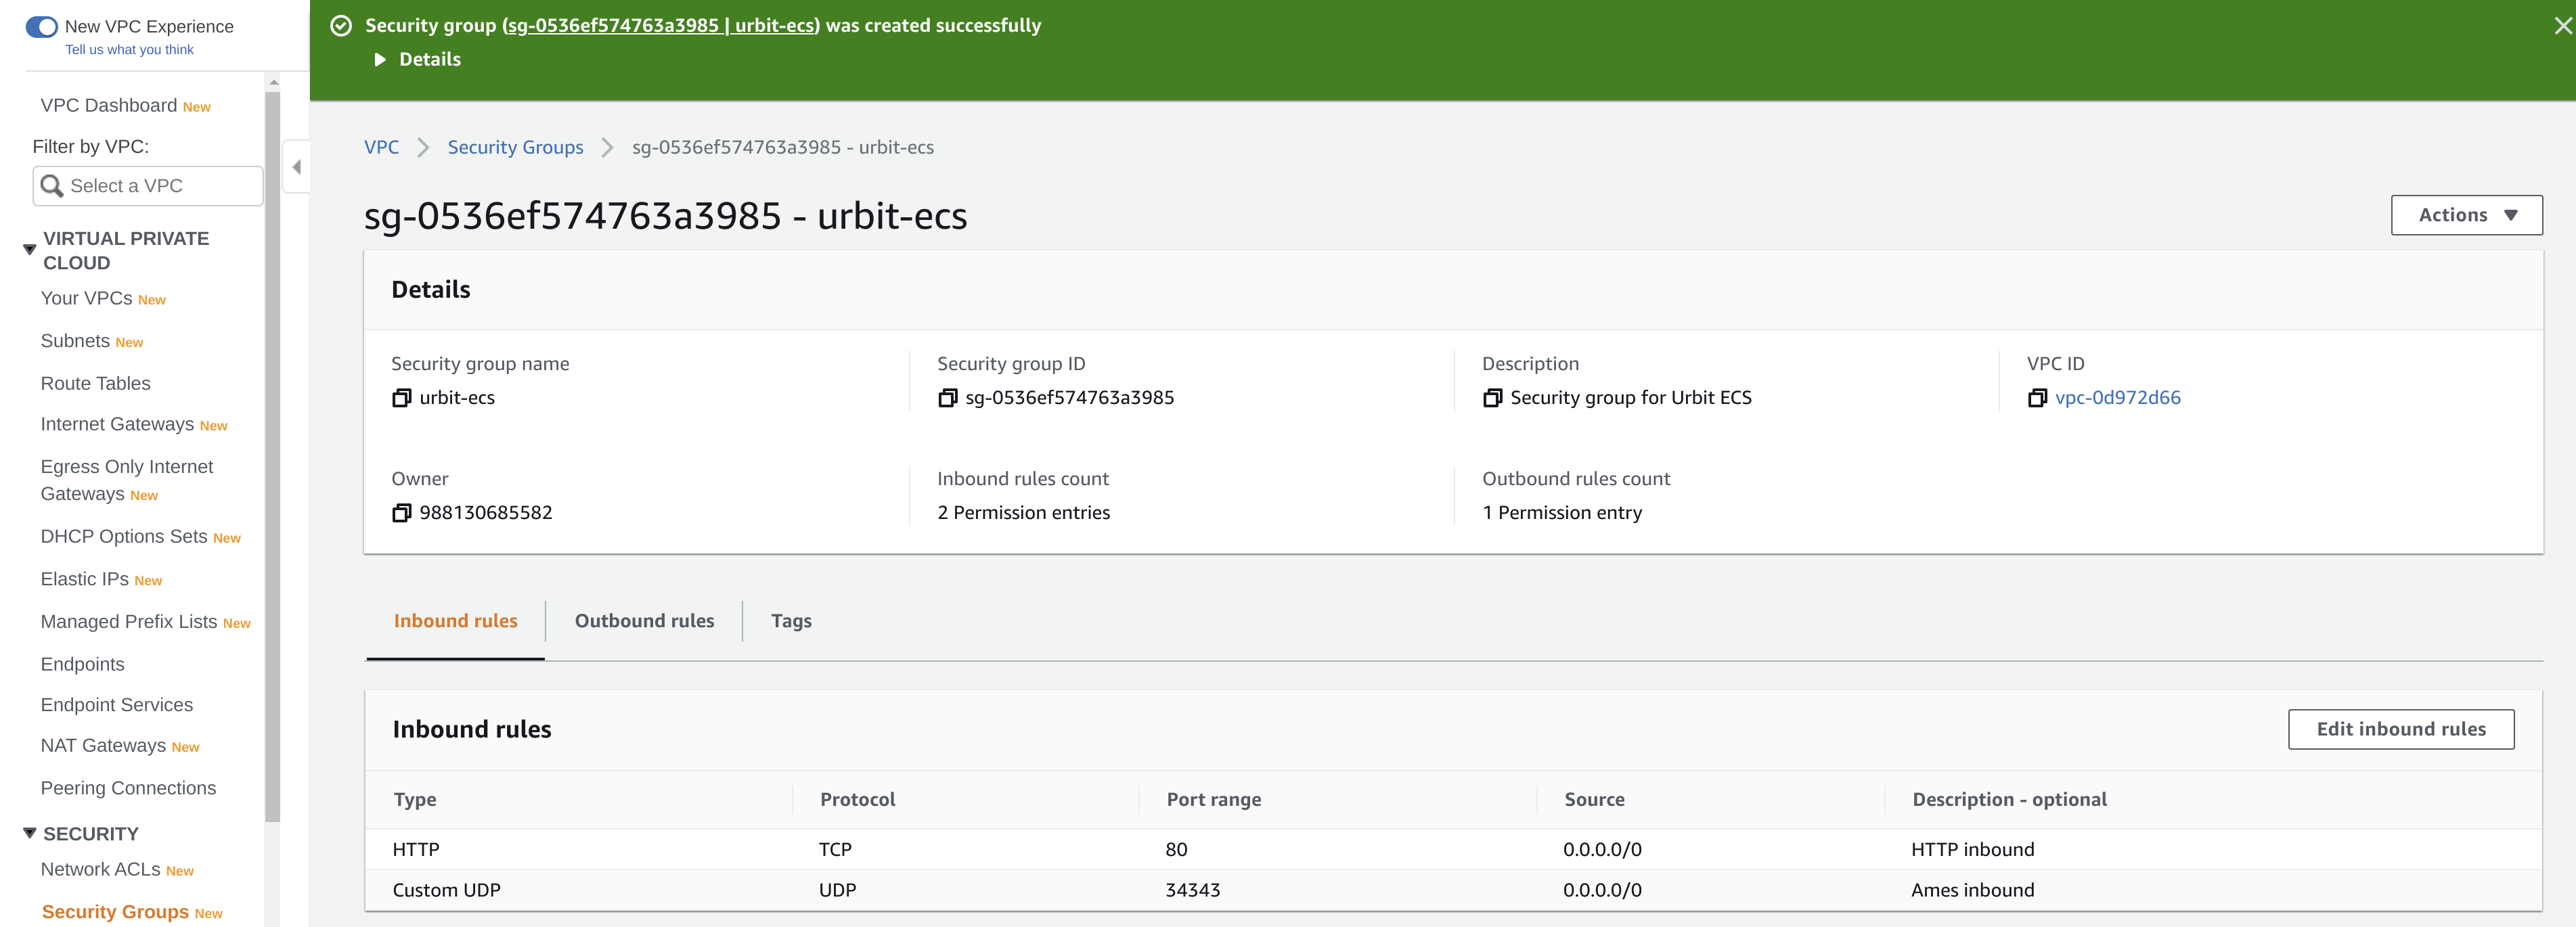 New VPC Experience
Tell us what you think
VPC Dashboard New
Filter by VPC:
Select a VPC
VIRTUAL PRIVATE
CLOUD
Your VPCs New
Subnets New
Route Tables
Internet Gateways New
Egress Only Internet
Gateways New
DHCP Options Sets New
Elastic IPs New
Managed Prefix Lists New
Endpoints
Endpoint Services
NAT Gateways New
Peering Connections
SECURITY
Network ACLs New
Security Groups New
Security group (sg-0536ef574763a3985 | urbit-ecs) was created successfully
Details
VPC Security Groups sg-0536ef574763a3985 - urbit-ecs
sg-0536ef574763a3985 - urbit-ecs
Actions
Details
Security group name Security group ID Description VPC ID
urbit-ecs sg-0536ef574763a3985 Security group for Urbit ECS vpc-0d972d66
Owner Inbound rules count Outbound rules count
988130685582 2 Permission entries 1 Permission entry
Inbound rules Outbound rules Tags
Inbound rules Edit inbound rules
Type Protocol Port range Source Description - optional
HTTP TCP 80 0.0.0.0/0 HTTP inbound
Custom UDP UDP 34343 0.0.0.0/0 Ames inbound